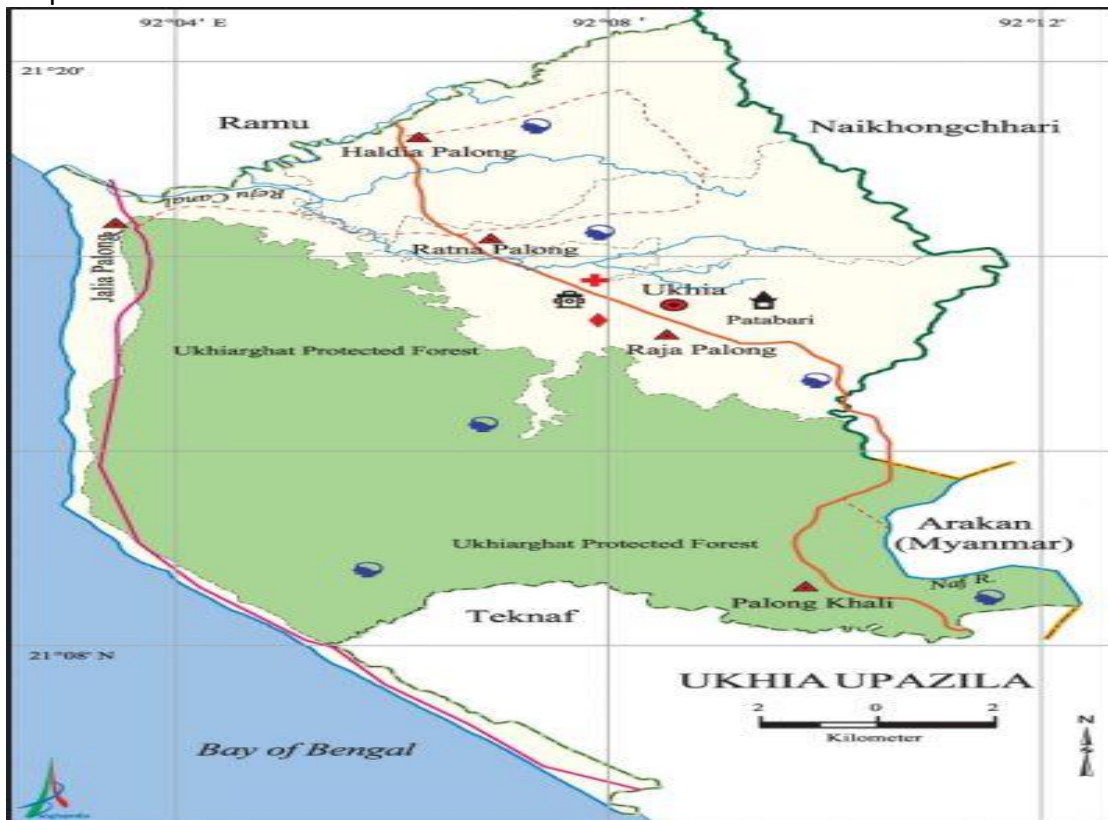 92°04' E
92°08'
92°12'
21°20'
Ramu
Naikhongchhari
Haldia Palong
Reju Canal
Ratna Palong
Jalia Palong
Ukhia
Patabari
Raja Palong
Ukhiarghat Protected Forest
Ukhiarghat Protected Forest
Arakan
(Myanmar)
Naf R.
Palong Khali
Teknaf
21°08' N
UKHIA UPAZILA
2 0 2
Kilometer
N
Bay of Bengal